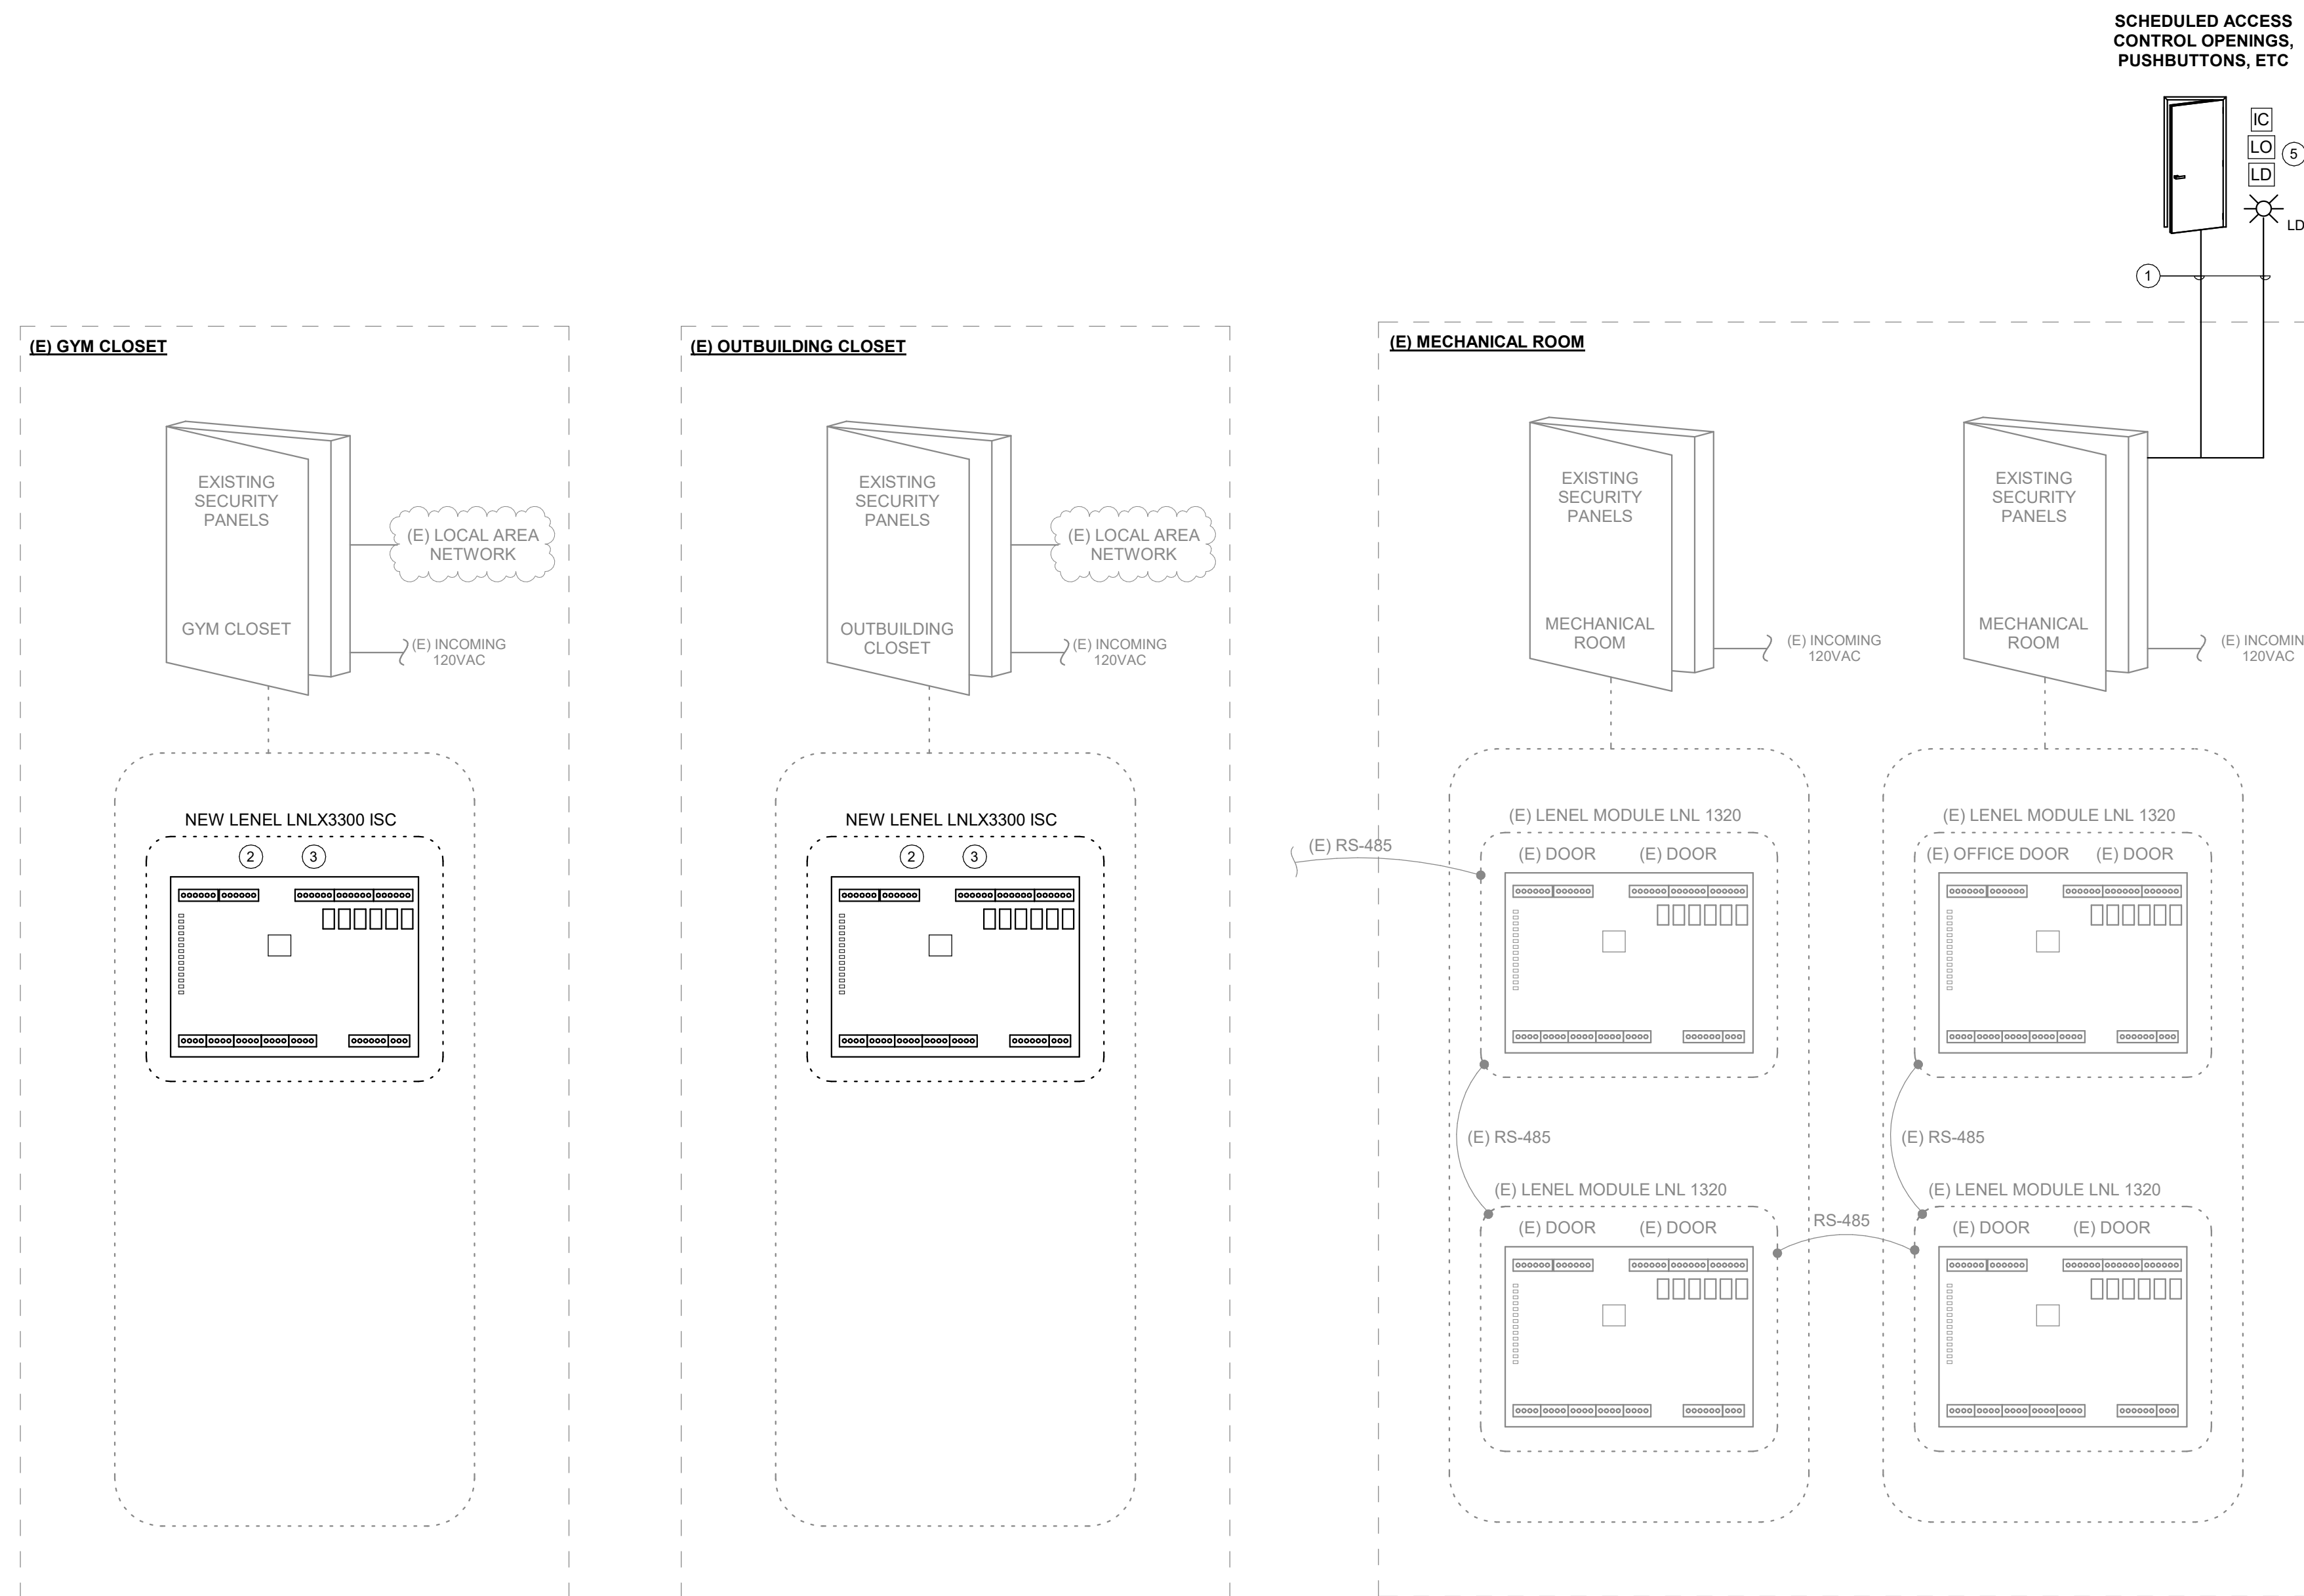 SCHEDULED ACCESS
CONTROL OPENINGS,
PUSHBUTTONS, ETC
IC
LO
5
LD
LD
1
(E) GYM CLOSET
EXISTING
SECURITY
PANELS
(E) LOCAL AREA
NETWORK
GYM CLOSET
(E) INCOMING
120VAC
NEW LENEL LNLX3300 ISC
2 3
(E) OUTBUILDING CLOSET
EXISTING
SECURITY
PANELS
(E) LOCAL AREA
NETWORK
OUTBUILDING
CLOSET
(E) INCOMING
120VAC
NEW LENEL LNLX3300 ISC
2 3
(E) MECHANICAL ROOM
EXISTING
SECURITY
PANELS
MECHANICAL
ROOM
(E) INCOMING
120VAC
EXISTING
SECURITY
PANELS
MECHANICAL
ROOM
(E) INCOMIN
120VAC
(E) RS-485
(E) LENEL MODULE LNL 1320
(E) DOOR (E) DOOR
(E) RS-485
(E) LENEL MODULE LNL 1320
(E) DOOR (E) DOOR
RS-485
(E) LENEL MODULE LNL 1320
(E) OFFICE DOOR (E) DOOR
(E) RS-485
(E) LENEL MODULE LNL 1320
(E) DOOR (E) DOOR